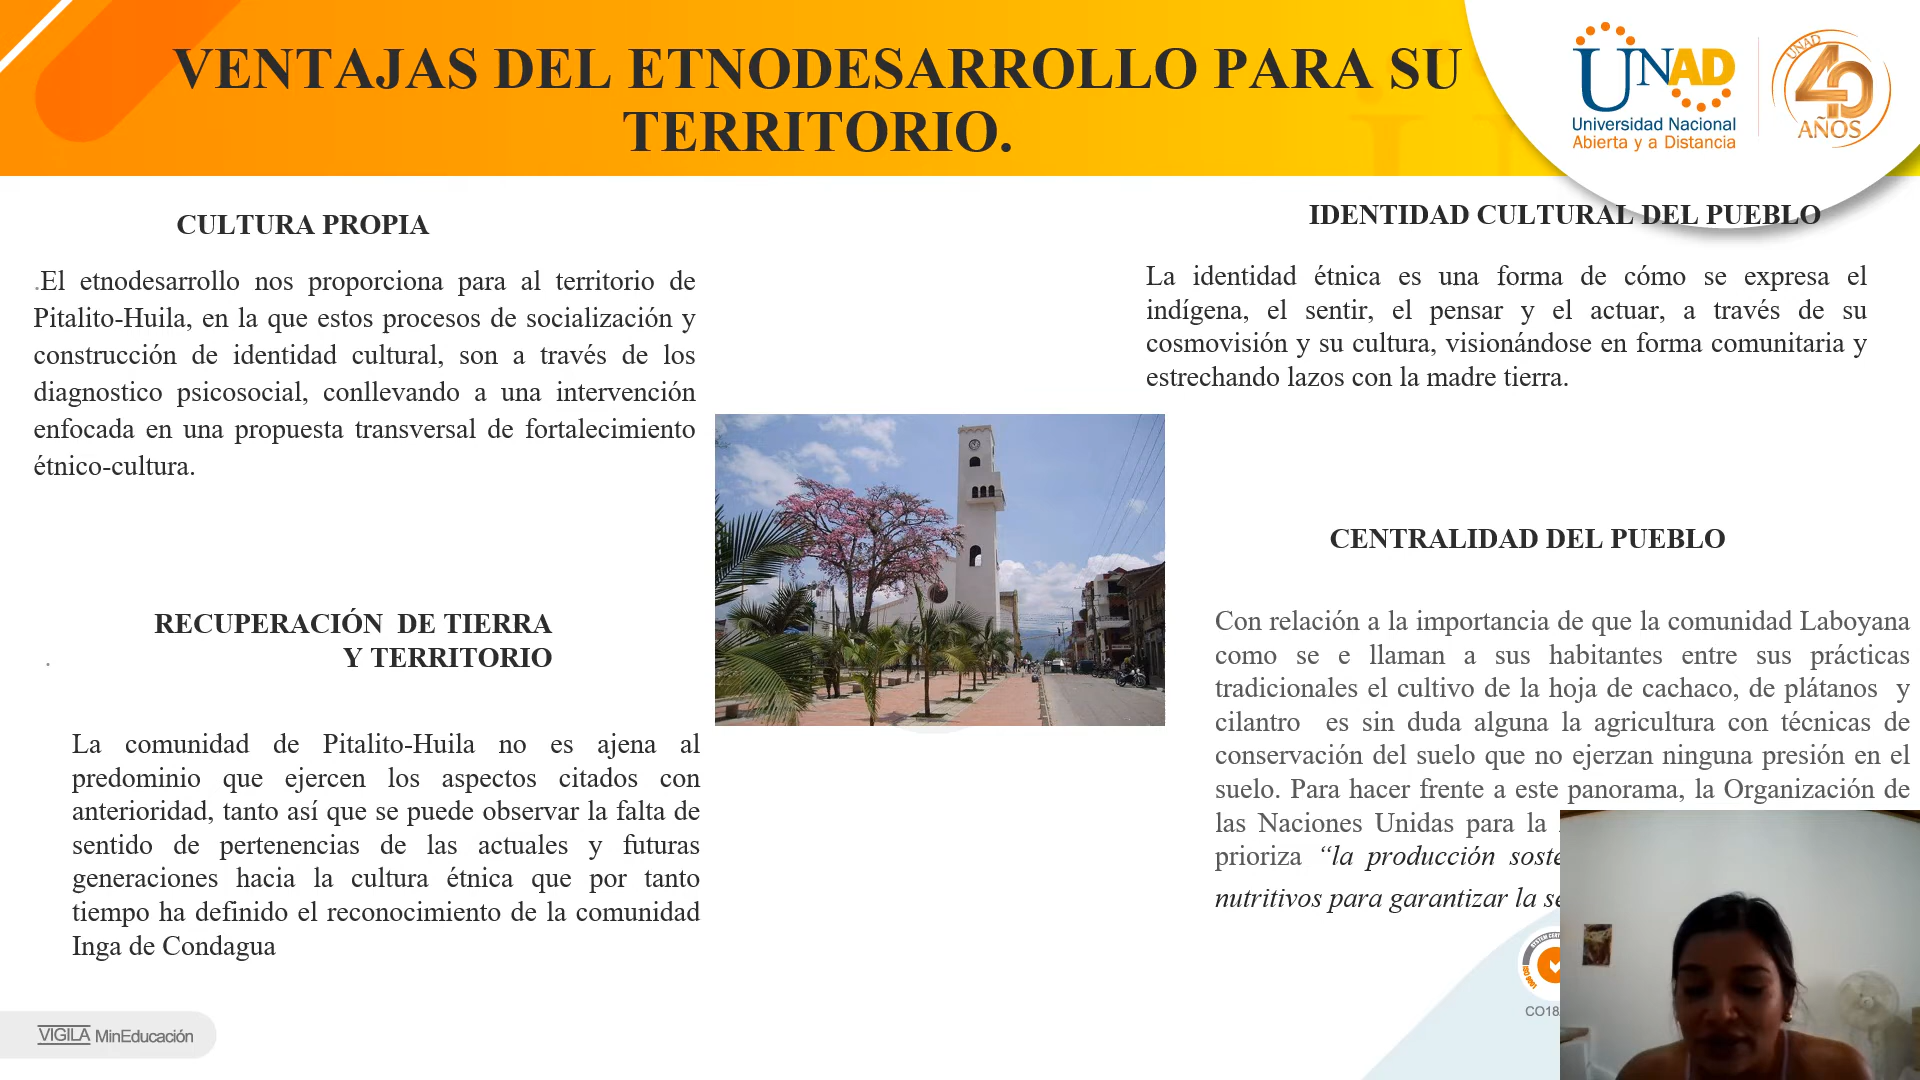 VENTAJAS DEL ETNODESARROLLO PARA SU
TERRITORIO.
UNAD
Universidad Nacional
Abierta y a Distancia
UNAD
40
AÑOS
CULTURA PROPIA
.El etnodesarrollo nos proporciona para al territorio de
Pitalito-Huila, en la que estos procesos de socialización y
construcción de identidad cultural, son a través de los
diagnostico psicosocial, conllevando a una intervención
enfocada en una propuesta transversal de fortalecimiento
étnico-cultura.
RECUPERACIÓN DE TIERRA
Y TERRITORIO
.
La comunidad de Pitalito-Huila no es ajena al
predominio que ejercen los aspectos citados con
anterioridad, tanto así que se puede observar la falta de
sentido de pertenencias de las actuales y futuras
generaciones hacia la cultura étnica que por tanto
tiempo ha definido el reconocimiento de la comunidad
Inga de Condagua
IDENTIDAD CULTURAL DEL PUEBLO
La identidad étnica es una forma de cómo se expresa el
indígena, el sentir, el pensar y el actuar, a través de su
cosmovisión y su cultura, visionándose en forma comunitaria y
estrechando lazos con la madre tierra.
CENTRALIDAD DEL PUEBLO
Con relación a la importancia de que la comunidad Laboyana
como se e llaman a sus habitantes entre sus prácticas
tradicionales el cultivo de la hoja de cachaco, de plátanos y
cilantro es sin duda alguna la agricultura con técnicas de
conservación del suelo que no ejerzan ninguna presión en el
suelo. Para hacer frente a este panorama, la Organización de
las Naciones Unidas para la
prioriza “la producción soste
nutritivos para garantizar la se
CO18
VIGILA MinEducación